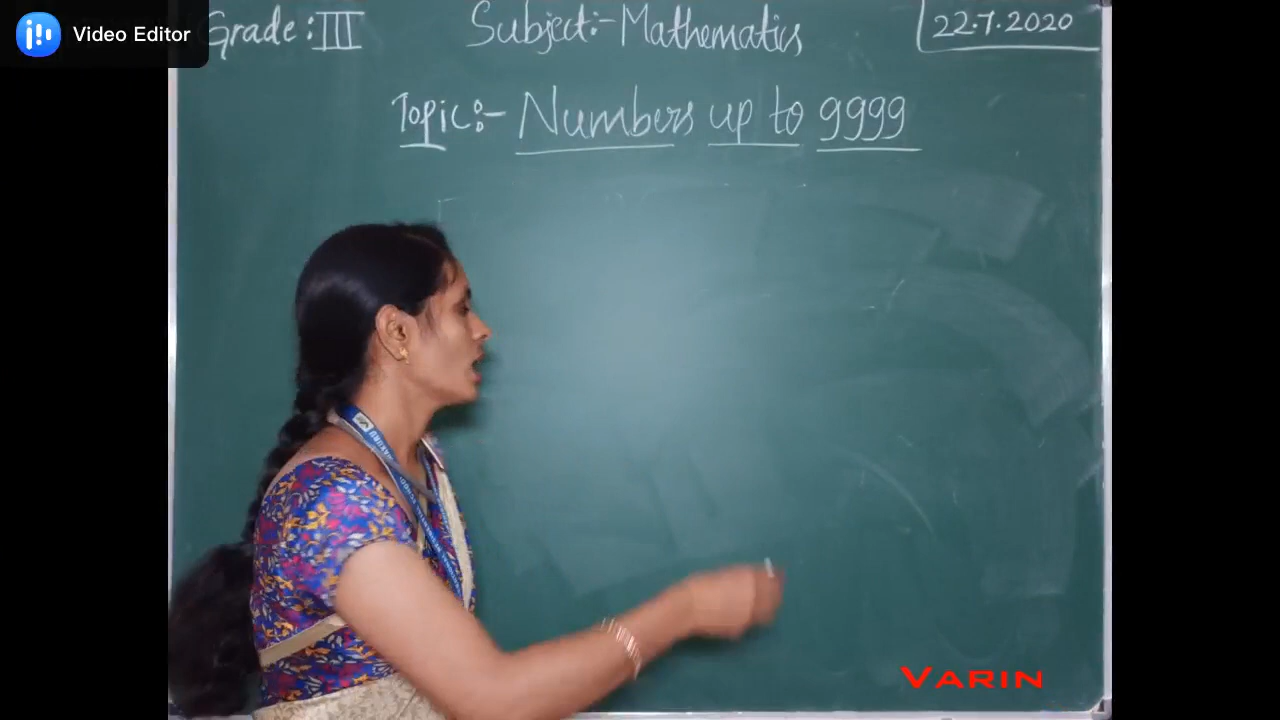 Video Editor
Grade:III
Subject:- Mathematics
22.7.2020
Topic:- Numbers up to 9999
VARIN